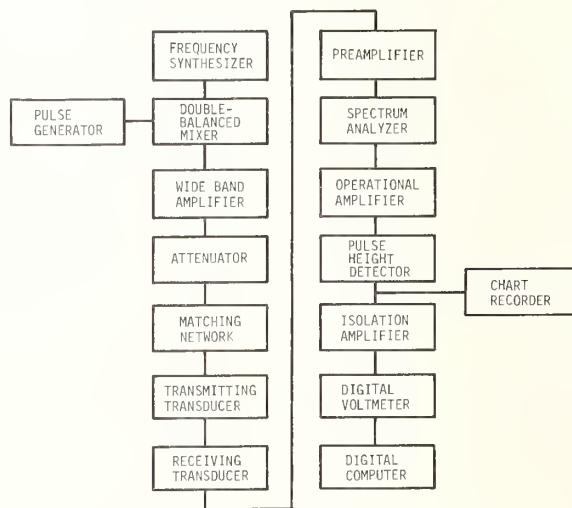 FREQUENCY
SYNTHESIZER
PULSE
GENERATOR
DOUBLE-
BALANCED
MIXER
WIDE BAND
AMPLIFIER
ATTENUATOR
MATCHING
NETWORK
TRANSMITTING
TRANSDUCER
RECEIVING
TRANSDUCER
PREAMPLIFIER
SPECTRUM
ANALYZER
OPERATIONAL
AMPLIFIER
PULSE
HEIGHT
DETECTOR
CHART
RECORDER
ISOLATION
AMPLIFIER
DIGITAL
VOLTMETER
DIGITAL
COMPUTER